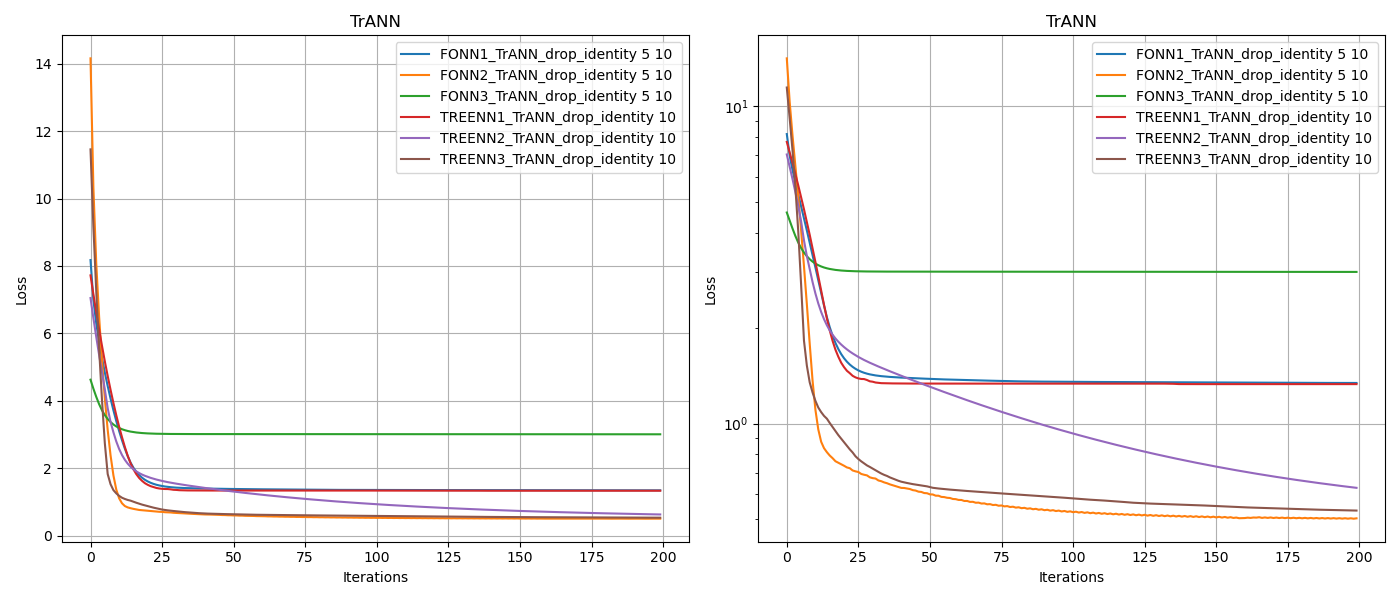 TrANN
14
12
10
8
6
4
2
0
Loss
0
25
50
75
100
125
150
175
200
Iterations
FONN1_TrANN_drop_identity 5 10
FONN2_TrANN_drop_identity 5 10
FONN3_TrANN_drop_identity 5 10
TREENN1_TrANN_drop_identity 10
TREENN2_TrANN_drop_identity 10
TREENN3_TrANN_drop_identity 10
TrANN
10¹
10⁰
Loss
0
25
50
75
100
125
150
175
200
Iterations
FONN1_TrANN_drop_identity 5 10
FONN2_TrANN_drop_identity 5 10
FONN3_TrANN_drop_identity 5 10
TREENN1_TrANN_drop_identity 10
TREENN2_TrANN_drop_identity 10
TREENN3_TrANN_drop_identity 10